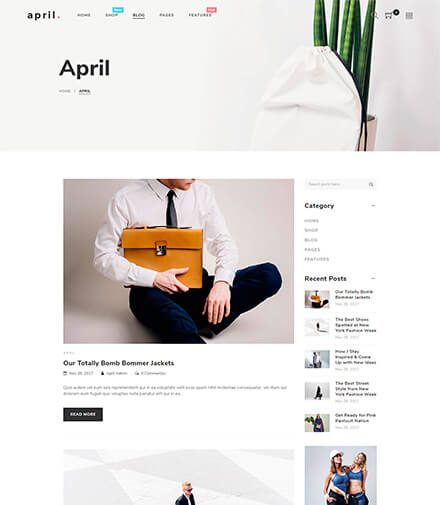 april.
HOME SHOP New BLOG PAGES FEATURES Hot
0
April
HOME APRIL
Search posts here..
Category
HOME
SHOP
BLOG
PAGES
FEATURES
Recent Posts
Our Totally Bomb
Bommer Jackets
Nov 28, 2017
The Best Shoes
Spotted at New
York Fashion Week
Nov 28, 2017
How I Stay
Inspired & Come
Up with New Ideas
Nov 28, 2017
The Best Street
Style from New
York Fashion Week
Nov 28, 2017
Get Ready for Pink
Pantsuit Nation
Nov 28, 2017
APRIL
Our Totally Bomb Bommer Jackets
Nov 28, 2017 April Admin 0 Comments
Quis autem vel eum iure reprehenderit qui in ea voluptate velit esse quam nihil molestiae consequatur, vel illum qui
dolorem eum fugiat quo voluptas nulla pariatur velit qui in ea...
READ MORE